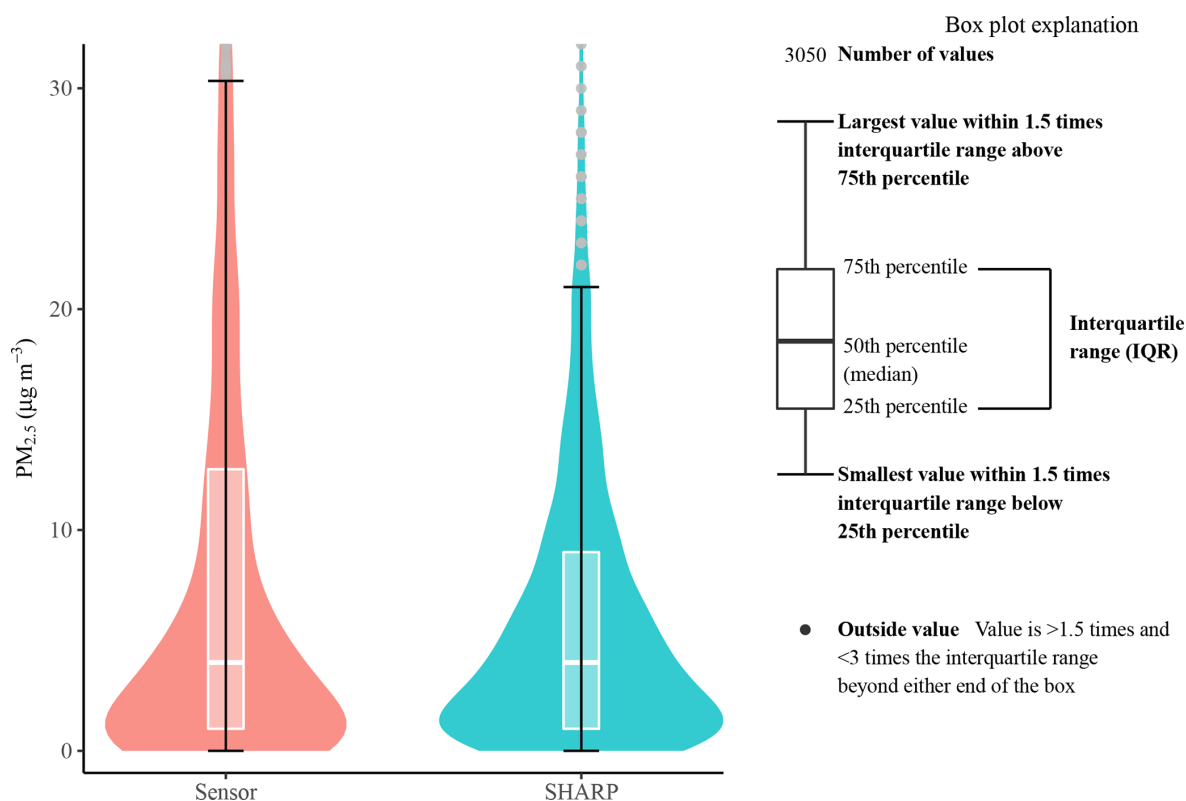 Box plot explanation
3050 Number of values
Largest value within 1.5 times
interquartile range above
75th percentile
75th percentile
50th percentile
(median)
25th percentile
Interquartile
range (IQR)
Smallest value within 1.5 times
interquartile range below
25th percentile
Outside value Value is >1.5 times and
<3 times the interquartile range
beyond either end of the box
PM2.5 (μg m−3)
30
20
10
0
Sensor
SHARP